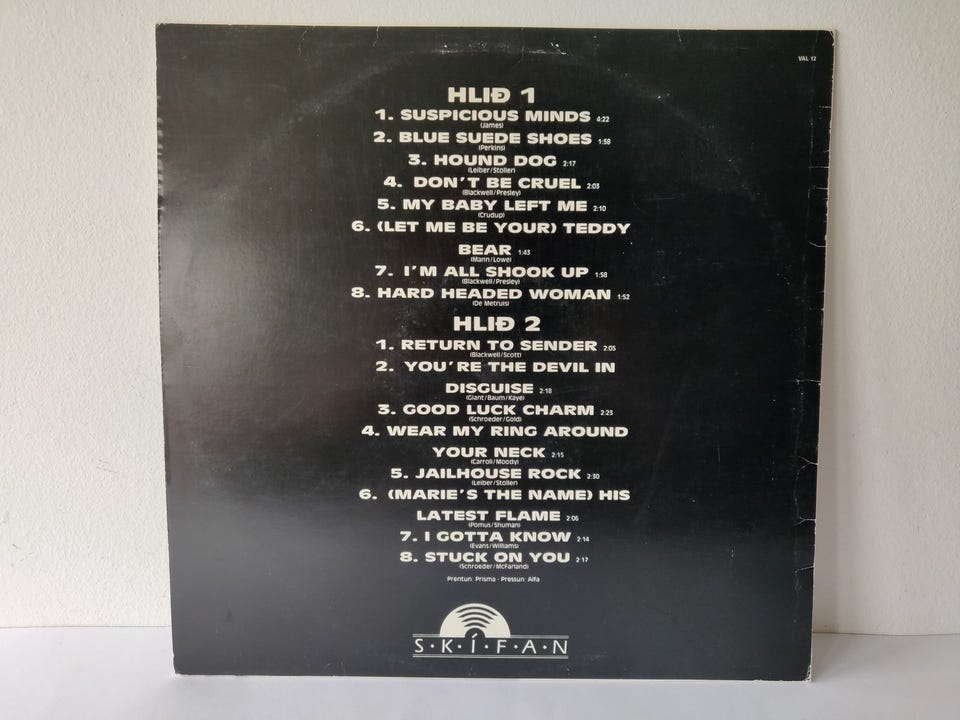 VAL 12
HLIÐ 1
1. SUSPICIOUS MINDS 4:22
(James)
2. BLUE SUEDE SHOES 1:58
(Perkins)
3. HOUND DOG 2:17
(Leiber/Stoller)
4. DON'T BE CRUEL 2:03
(Blackwell/Presley)
5. MY BABY LEFT ME 2:10
(Crudup)
6. (LET ME BE YOUR) TEDDY
BEAR 1:43
(Mann/Lowe)
7. I'M ALL SHOOK UP 1:58
(Blackwell/Presley)
8. HARD HEADED WOMAN 1:52
(De Metruis)
HLIÐ 2
1. RETURN TO SENDER 2:05
(Blackwell/Scott)
2. YOU'RE THE DEVIL IN
DISGUISE 2:18
(Giant/Baum/Kaye)
3. GOOD LUCK CHARM 2:23
(Schroeder/Gold)
4. WEAR MY RING AROUND
YOUR NECK 2:15
(Carroll/Moody)
5. JAILHOUSE ROCK 2:30
(Leiber/Stoller)
6. (MARIE'S THE NAME) HIS
LATEST FLAME 2:06
(Pomus/Shuman)
7. I GOTTA KNOW 2:14
(Evans/Williams)
8. STUCK ON YOU 2:17
(Schroeder/McFarland)
Prentun: Prisma - Pressun: Alfa
S·K·Í·F·A·N